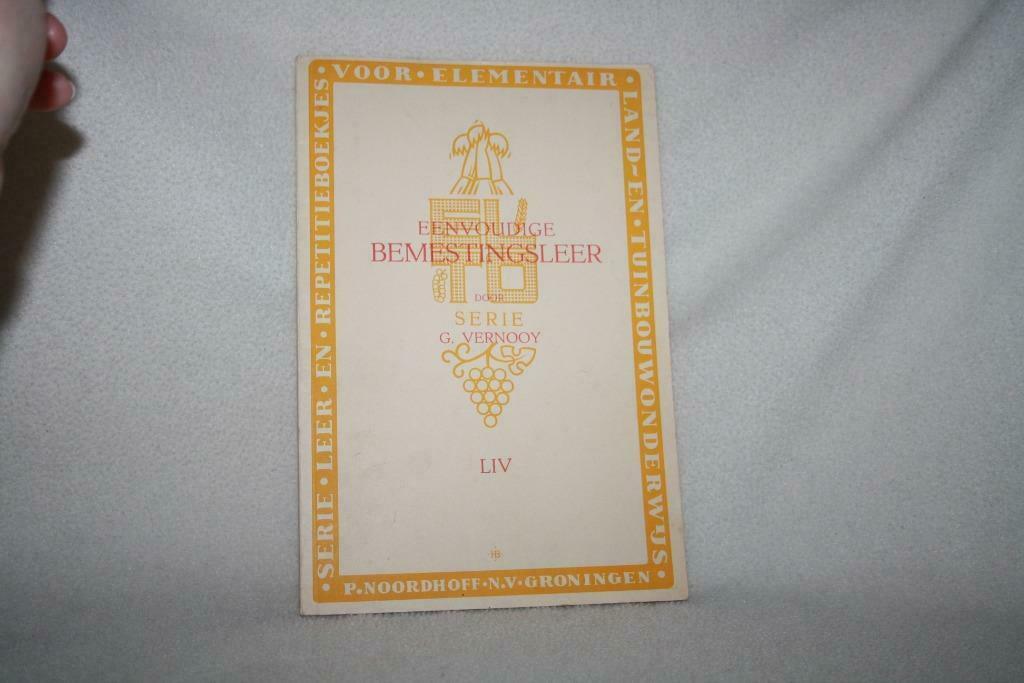 SERIE · LEER · EN · REPETITIEBOEKJES ·
VOOR · ELEMENTAIR ·
LAND- EN · TUINBOUWONDERWIJS ·
EENVOUDIGE
BEMESTINGSLEER
DOOR
SERIE
G. VERNOOY
LIV
P. NOORDHOFF · N.V · GRONINGEN ·